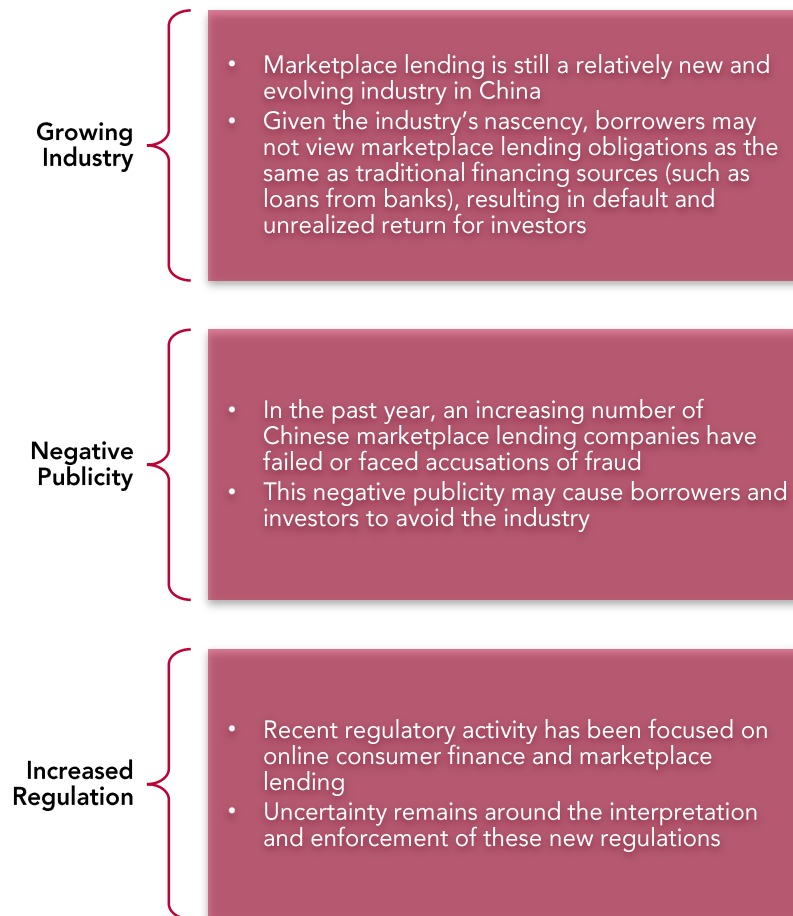 Growing
Industry
• Marketplace lending is still a relatively new and
evolving industry in China
• Given the industry's nascency, borrowers may
not view marketplace lending obligations as the
same as traditional financing sources (such as
loans from banks), resulting in default and
unrealized return for investors
Negative
Publicity
• In the past year, an increasing number of
Chinese marketplace lending companies have
failed or faced accusations of fraud
• This negative publicity may cause borrowers and
investors to avoid the industry
Increased
Regulation
• Recent regulatory activity has been focused on
online consumer finance and marketplace
lending
• Uncertainty remains around the interpretation
and enforcement of these new regulations